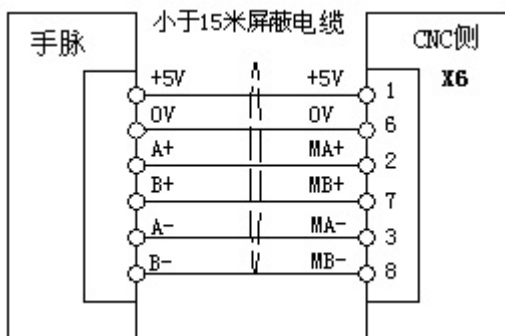 小于15米屏蔽电缆
手脉
CNC侧
X6
+5V +5V 1
0V 0V 6
A+ MA+ 2
B+ MB+ 7
A- MA- 3
B- MB- 8